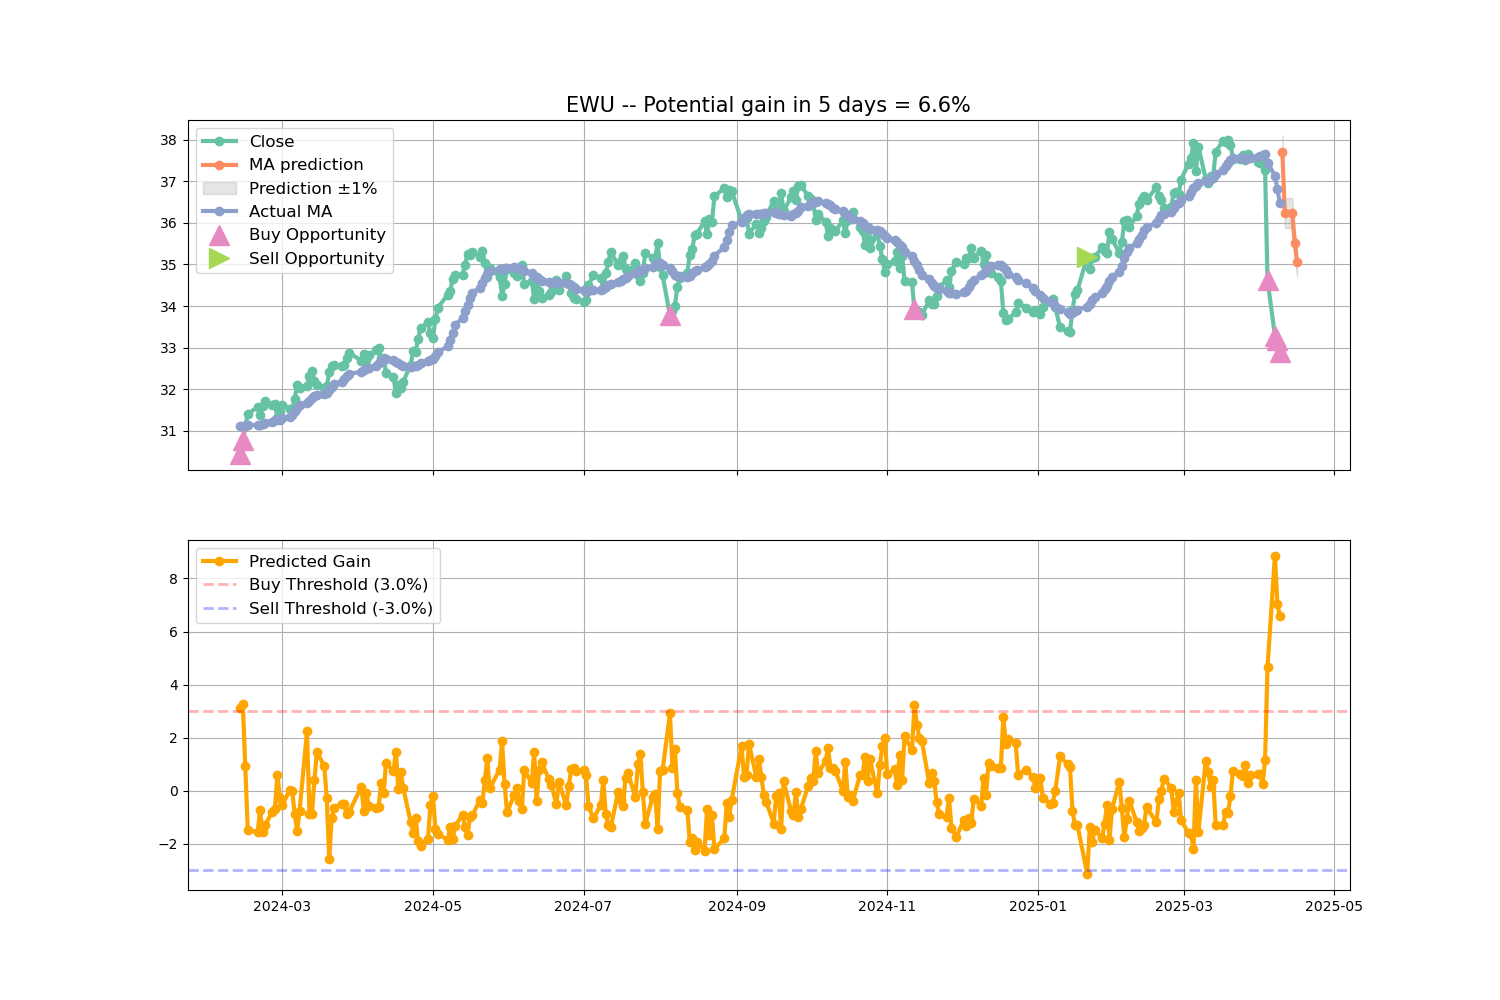 EWU -- Potential gain in 5 days = 6.6%
38
37
36
35
34
33
32
31
Close
MA prediction
Prediction ±1%
Actual MA
Buy Opportunity
Sell Opportunity
8
6
4
2
0
−2
Predicted Gain
Buy Threshold (3.0%)
Sell Threshold (-3.0%)
2024-03 2024-05 2024-07 2024-09 2024-11 2025-01 2025-03 2025-05